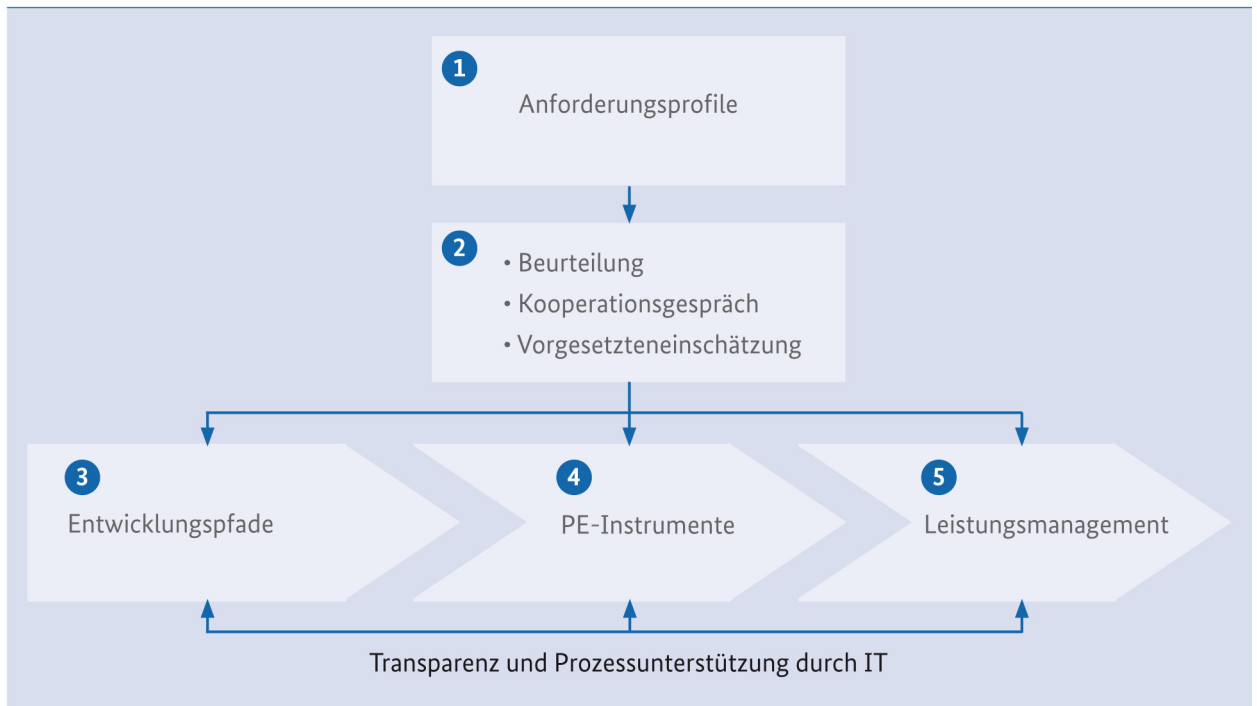 1
Anforderungsprofile
2
• Beurteilung
• Kooperationsgespräch
• Vorgesetzteneinschätzung
3
Entwicklungspfade
4
PE-Instrumente
5
Leistungsmanagement
Transparenz und Prozessunterstützung durch IT